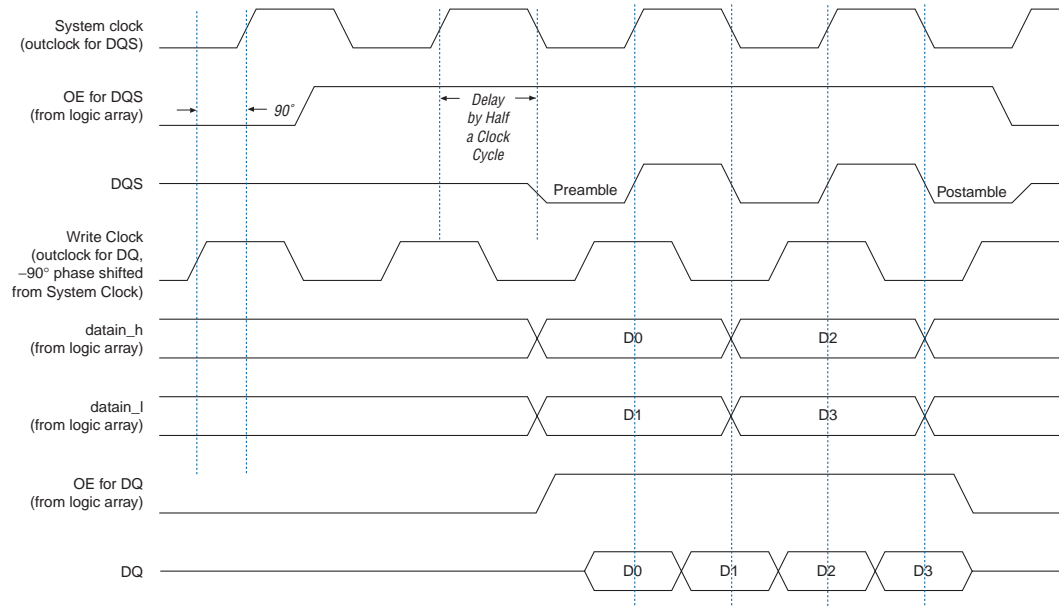 System clock
(outclock for DQS)
OE for DQS
(from logic array)
90°
Delay
by Half
a Clock
Cycle
DQS
Preamble
Postamble
Write Clock
(outclock for DQ,
−90° phase shifted
from System Clock)
datain_h
(from logic array)
D0
D2
datain_l
(from logic array)
D1
D3
OE for DQ
(from logic array)
DQ
D0
D1
D2
D3